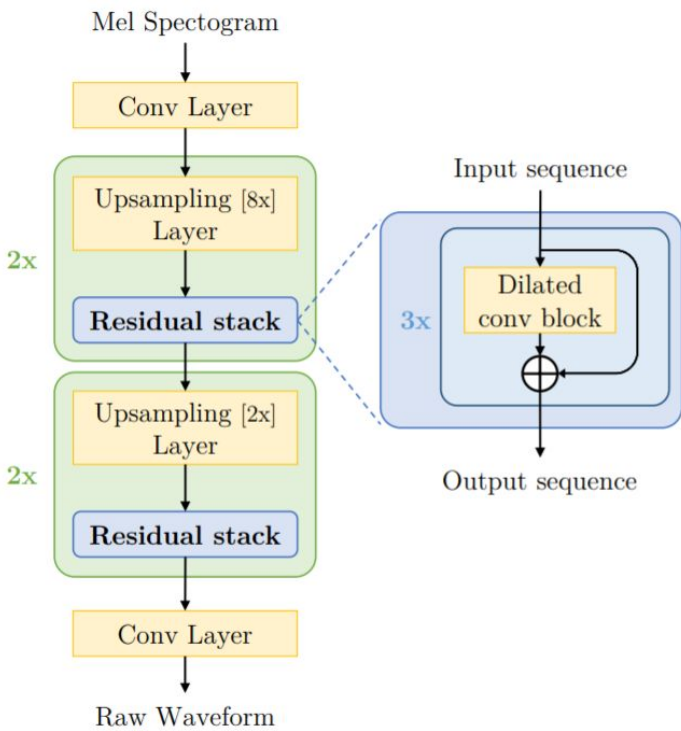 Mel Spectogram
Conv Layer
Upsampling [8x]
Layer
2x
Residual stack
Upsampling [2x]
Layer
2x
Residual stack
Conv Layer
Raw Waveform
Input sequence
Dilated
conv block
3x
Output sequence